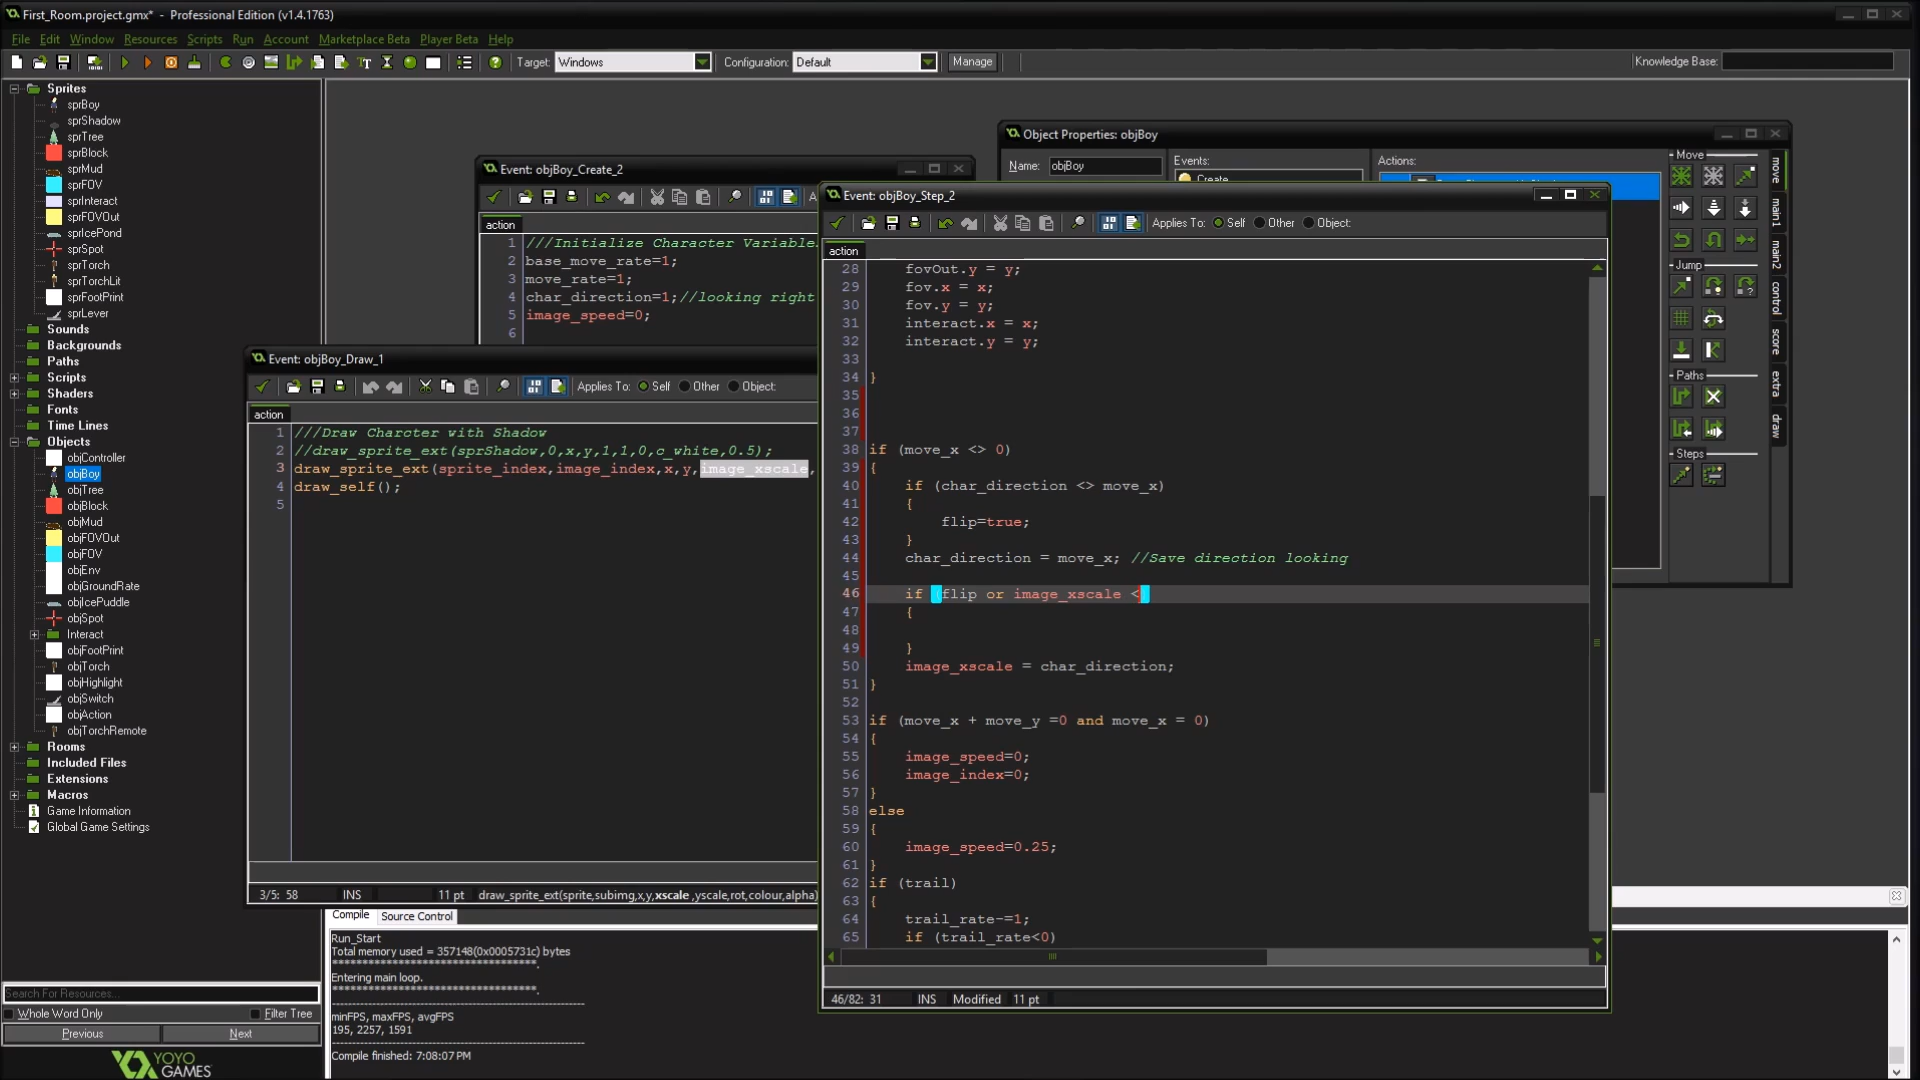 First_Room.project.gmx* - Professional Edition (v1.4.1763)
File Edit Window Resources Scripts Run Account Marketplace Beta Player Beta Help
Target: Windows Configuration: Default Manage Knowledge Base:
Sprites
sprBoy
sprShadow
sprTree
sprBlock
sprMud
sprFOV
sprInteract
sprFOVOut
sprIcePond
sprSpot
sprTorch
sprTorchLit
sprFootPrint
sprLever
Sounds
Backgrounds
Paths
Scripts
Shaders
Fonts
Time Lines
Objects
objController
objBoy
objTree
objBlock
objMud
objFOVOut
objFOV
objEnv
objGroundRate
objIcePuddle
objSpot
Interact
objFootPrint
objTorch
objHighlight
objSwitch
objAction
objTorchRemote
Rooms
Included Files
Extensions
Macros
Game Information
Global Game Settings
Search For Resources...
Whole Word Only Filter Tree
Previous Next
YOYO
GAMES
Event: objBoy_Create_2
action
1 ///Initialize Character Variable
2 base_move_rate=1;
3 move_rate=1;
4 char_direction=1;//looking right
5 image_speed=0;
6
Event: objBoy_Draw_1
Applies To: Self Other Object:
action
1 ///Draw Charcter with Shadow
2 //draw_sprite_ext(sprShadow,0,x,y,1,1,0,c_white,0.5);
3 draw_sprite_ext(sprite_index,image_index,x,y,image_xscale,
4 draw_self();
5
3/5: 58 INS 11 pt draw_sprite_ext(sprite,subimg,x,y,xscale,yscale,rot,colour,alpha)
Object Properties: objBoy
Name: objBoy Events: Actions:
Create
Move
Jump
Paths
Steps
move
main1
main2
control
score
extra
draw
Event: objBoy_Step_2
Applies To: Self Other Object:
action
28 fovOut.y = y;
29 fov.x = x;
30 fov.y = y;
31 interact.x = x;
32 interact.y = y;
33
34 }
35
36
37
38 if (move_x <> 0)
39 {
40 if (char_direction <> move_x)
41 {
42 flip=true;
43 }
44 char_direction = move_x; //Save direction looking
45
46 if (flip or image_xscale <)
47 {
48
49 }
50 image_xscale = char_direction;
51 }
52
53 if (move_x + move_y =0 and move_x = 0)
54 {
55 image_speed=0;
56 image_index=0;
57 }
58 else
59 {
60 image_speed=0.25;
61 }
62 if (trail)
63 {
64 trail_rate-=1;
65 if (trail_rate<0)
46/82: 31 INS Modified 11 pt
Compile Source Control
Run_Start
Total memory used = 357148(0x0005731c) bytes
**********************************.
Entering main loop.
**********************************.
minFPS, maxFPS, avgFPS
195, 2257, 1591
Compile finished: 7:08:07 PM